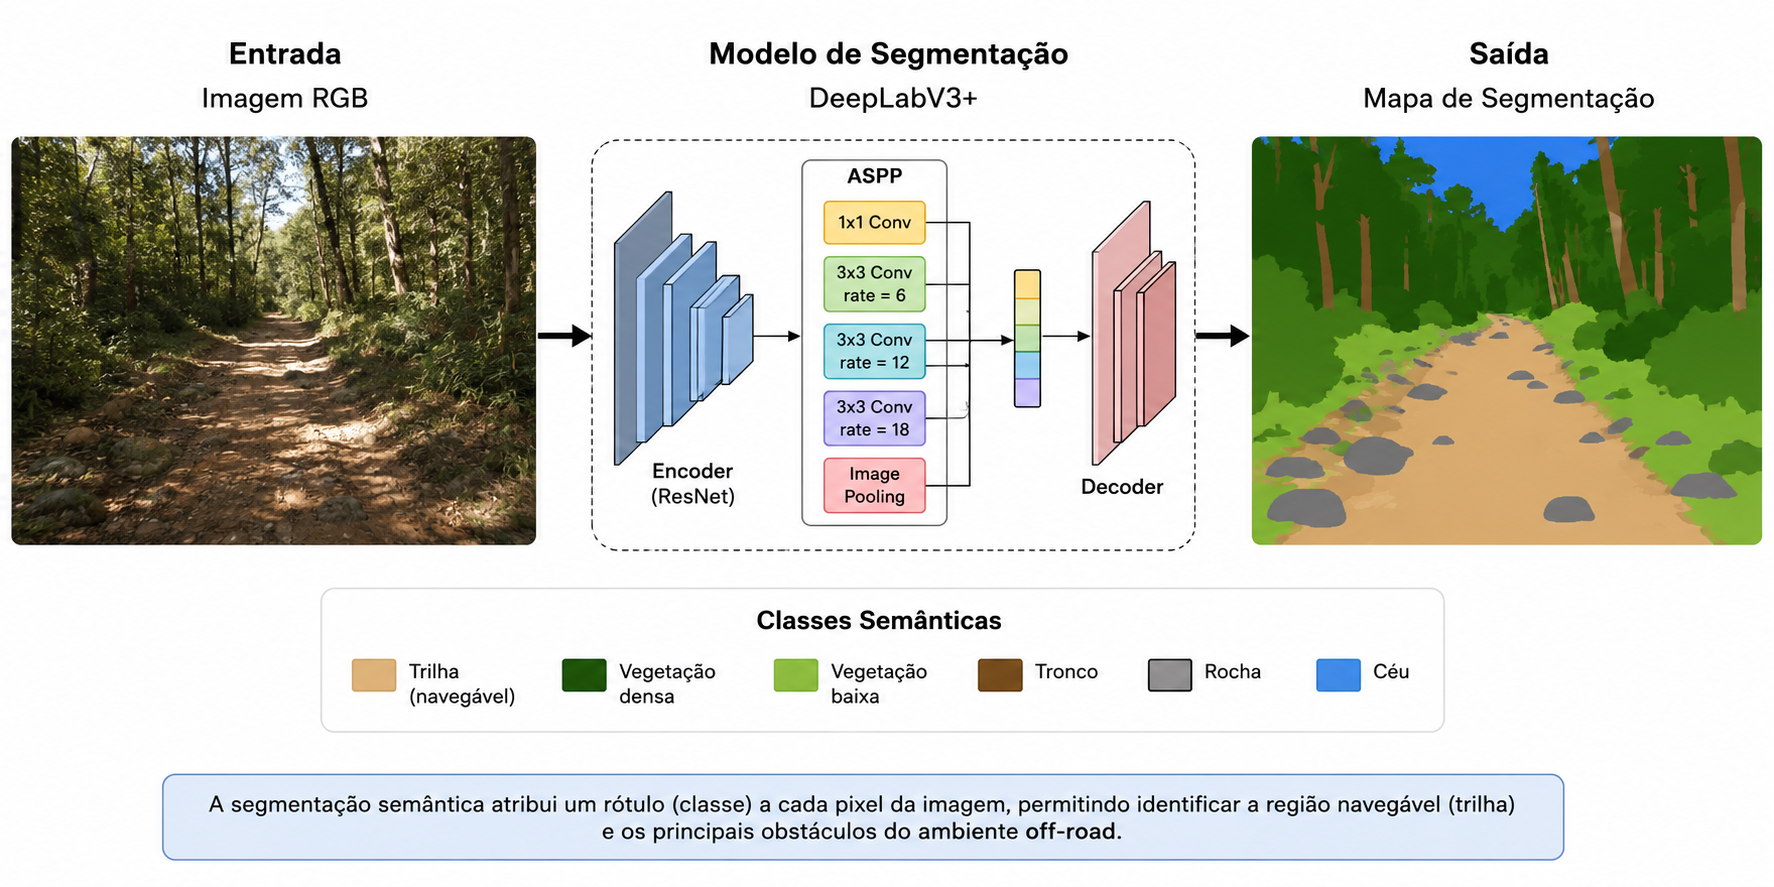 Entrada
Imagem RGB
Modelo de Segmentação
DeepLabV3+
Saída
Mapa de Segmentação
ASPP
1x1 Conv
3x3 Conv
rate = 6
3x3 Conv
rate = 12
3x3 Conv
rate = 18
Image
Pooling
Encoder
(ResNet)
Decoder
Classes Semânticas
Trilha
(navegável)
Vegetação
densa
Vegetação
baixa
Tronco
Rocha
Céu
A segmentação semântica atribui um rótulo (classe) a cada pixel da imagem, permitindo identificar a região navegável (trilha)
e os principais obstáculos do ambiente off-road.